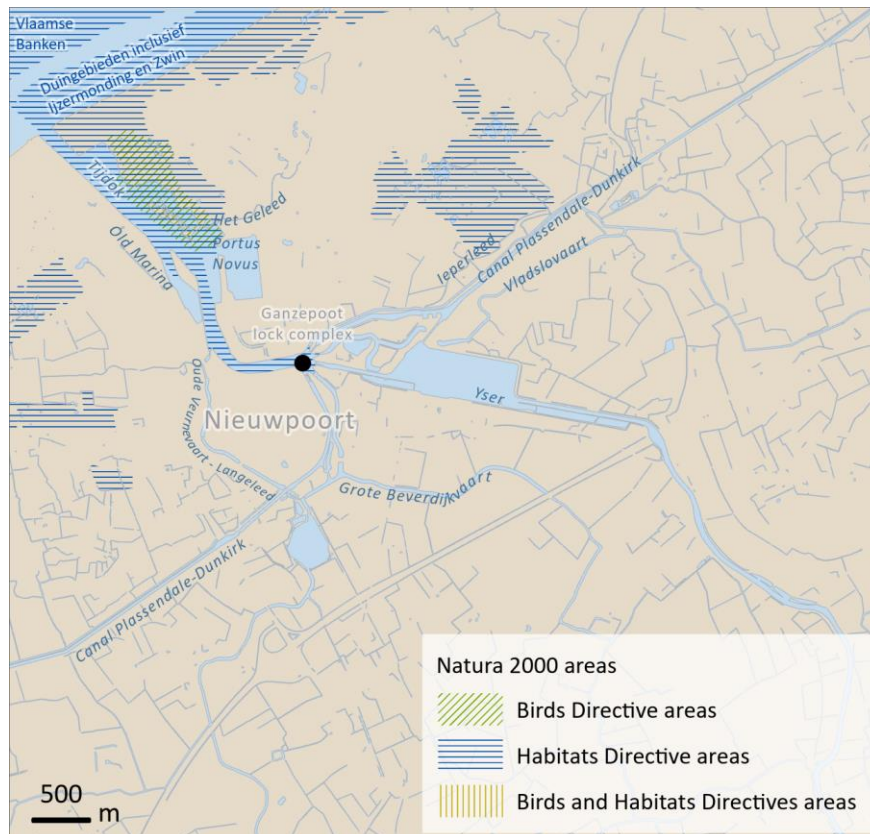 Vlaamse
Banken
Duingebieden inclusief
Ijzermonding en Zwin
Tijdok
Het Geleed
Portus
Novus
Old Marina
Ieperleed
Canal Plassendale-Dunkirk
Vladslovaart
Ganzepoot
lock complex
Yser
Oude Veurnevaart - Langeleed
Nieuwpoort
Grote Beverdijkvaart
Canal Plassendale-Dunkirk
Natura 2000 areas
Birds Directive areas
Habitats Directive areas
Birds and Habitats Directives areas
500
m